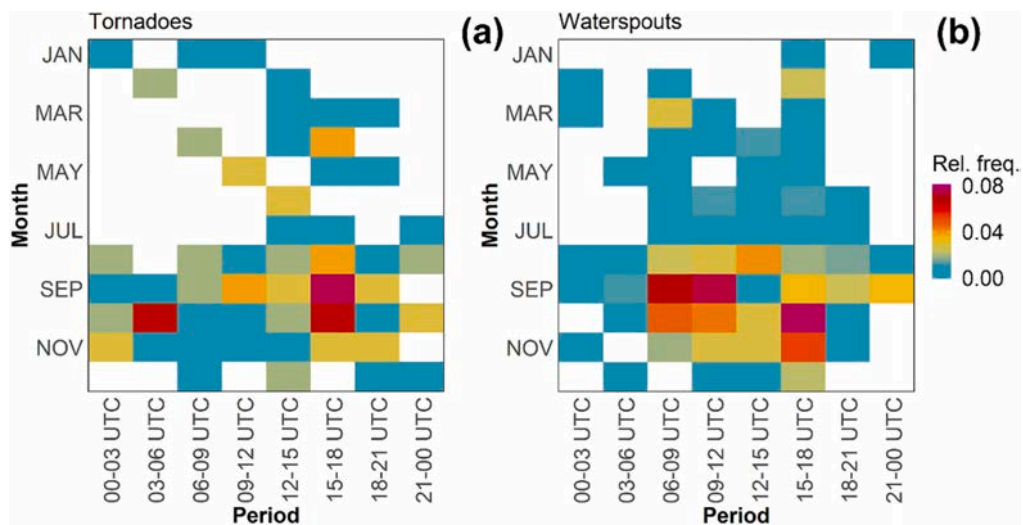 Tornadoes
(a)
Waterspouts
(b)
JAN
MAR
MAY
JUL
SEP
NOV
Month
00-03 UTC
03-06 UTC
06-09 UTC
09-12 UTC
12-15 UTC
15-18 UTC
18-21 UTC
21-00 UTC
Period
JAN
MAR
MAY
JUL
SEP
NOV
Month
00-03 UTC
03-06 UTC
06-09 UTC
09-12 UTC
12-15 UTC
15-18 UTC
18-21 UTC
21-00 UTC
Period
Rel. freq.
0.08
0.04
0.00